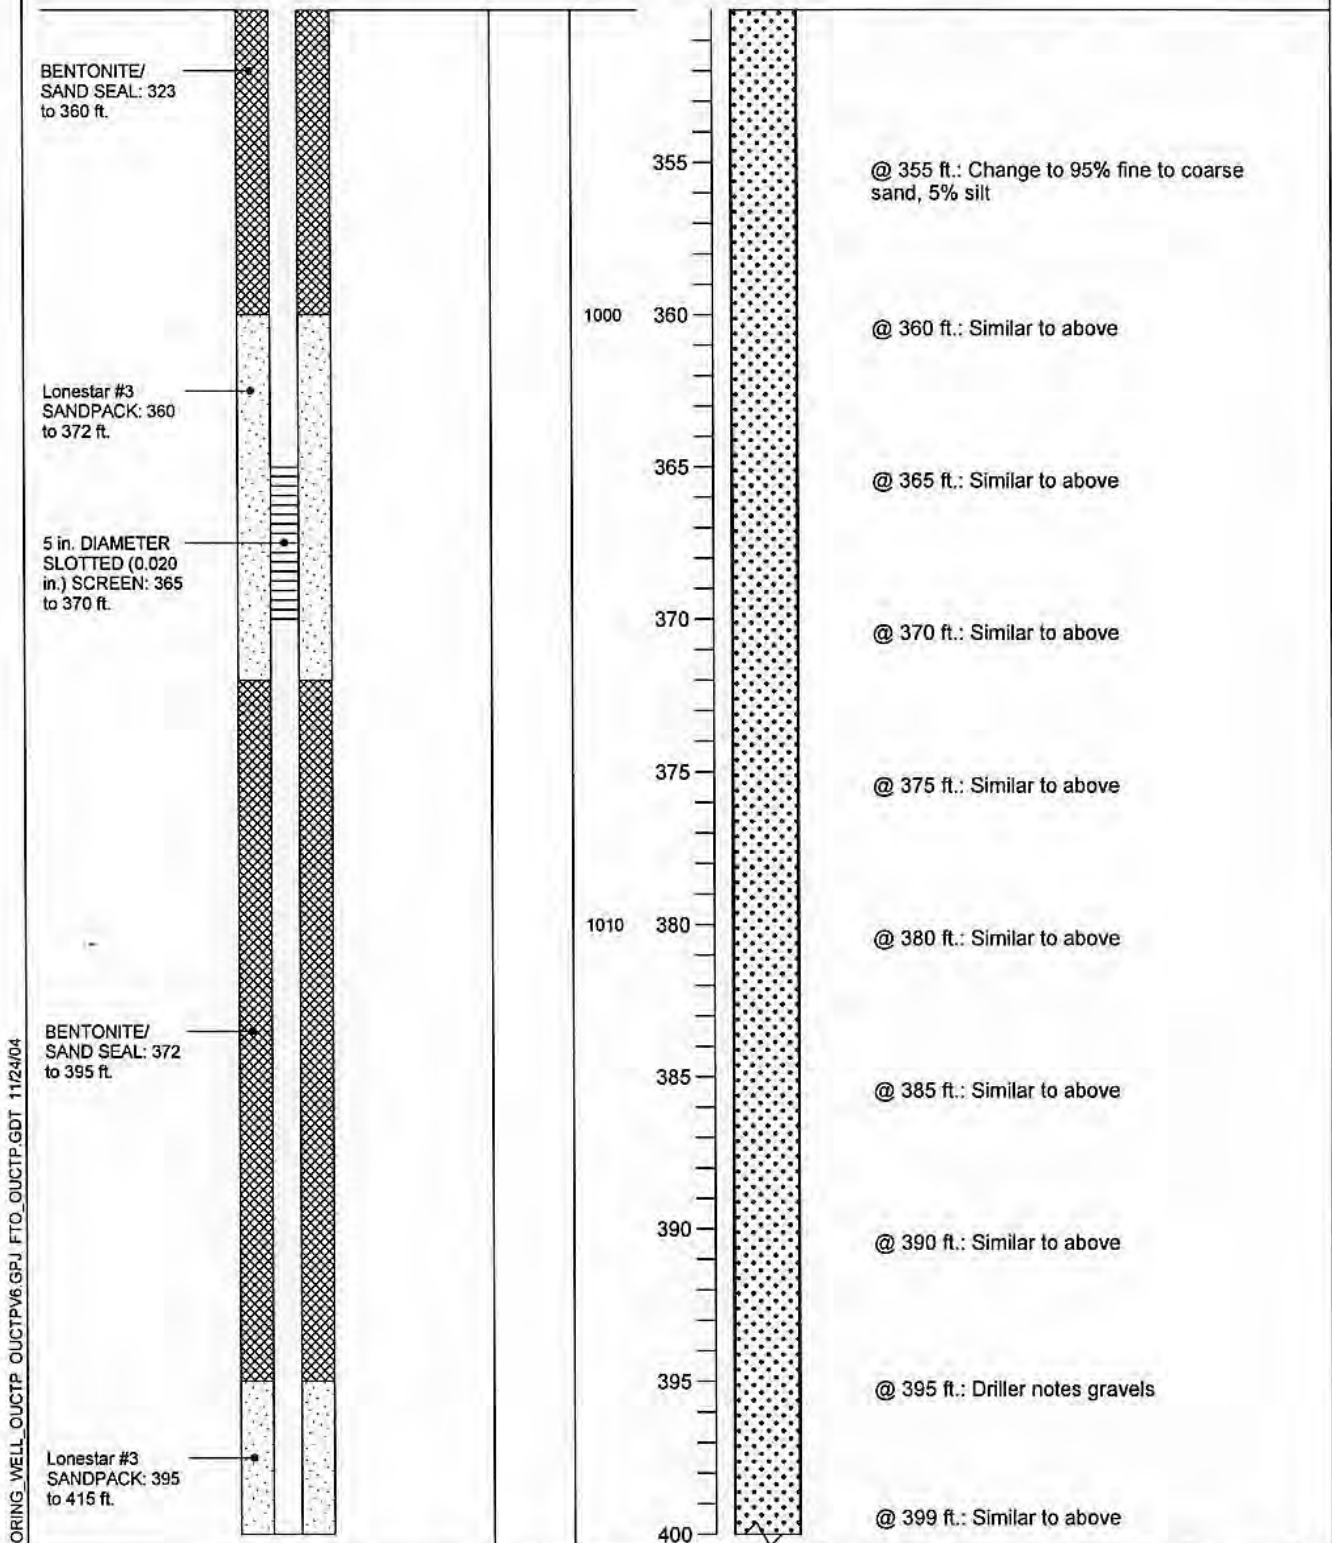 BENTONITE/
SAND SEAL: 323
to 360 ft.
Lonestar #3
SANDPACK: 360
to 372 ft.
5 in. DIAMETER
SLOTTED (0.020
in.) SCREEN: 365
to 370 ft.
BENTONITE/
SAND SEAL: 372
to 395 ft.
Lonestar #3
SANDPACK: 395
to 415 ft.
1000
1010
355
360
365
370
375
380
385
390
395
400
@ 355 ft.: Change to 95% fine to coarse
sand, 5% silt
@ 360 ft.: Similar to above
@ 365 ft.: Similar to above
@ 370 ft.: Similar to above
@ 375 ft.: Similar to above
@ 380 ft.: Similar to above
@ 385 ft.: Similar to above
@ 390 ft.: Similar to above
@ 395 ft.: Driller notes gravels
@ 399 ft.: Similar to above
ORING_WELL_OUCTP OUCTPV6.GPJ FTO_OUCTP.GDT 11/24/04